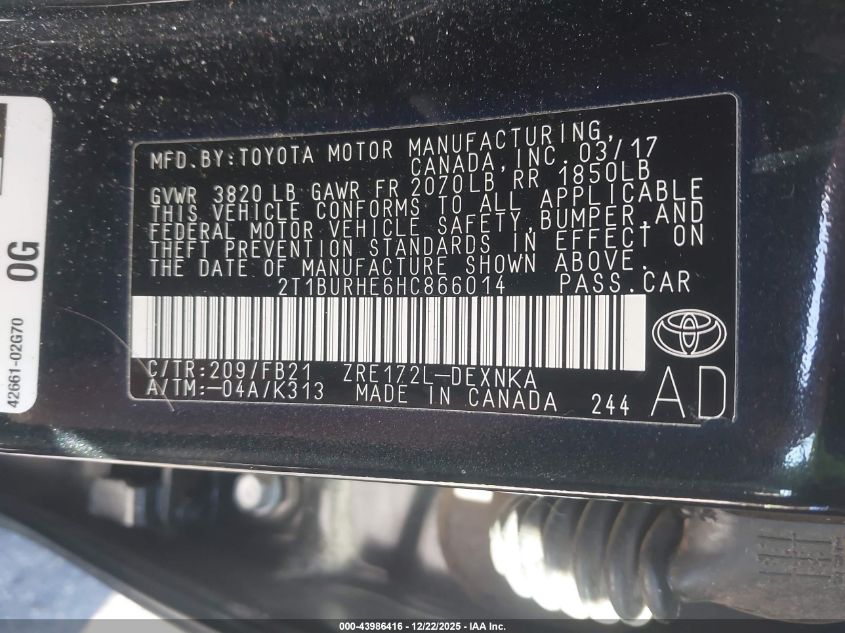 MFD.BY:TOYOTA MOTOR MANUFACTURING,
CANADA,INC. 03/17
GVWR 3820 LB GAWR FR 2070LB RR 1850LB
THIS VEHICLE CONFORMS TO ALL APPLICABLE
FEDERAL MOTOR VEHICLE SAFETY,BUMPER,AND
THEFT PREVENTION STANDARDS IN EFFECT ON
THE DATE OF MANUFACTURE SHOWN ABOVE.
2T1BURHE6HC866014 PASS.CAR
C/TR:209/FB21 ZRE172L-DEXNKA
A/TM:-04A/K313 MADE IN CANADA 244
AD
0G
42661-02G70
000-43986416 - 12/22/2025 - IAA Inc.